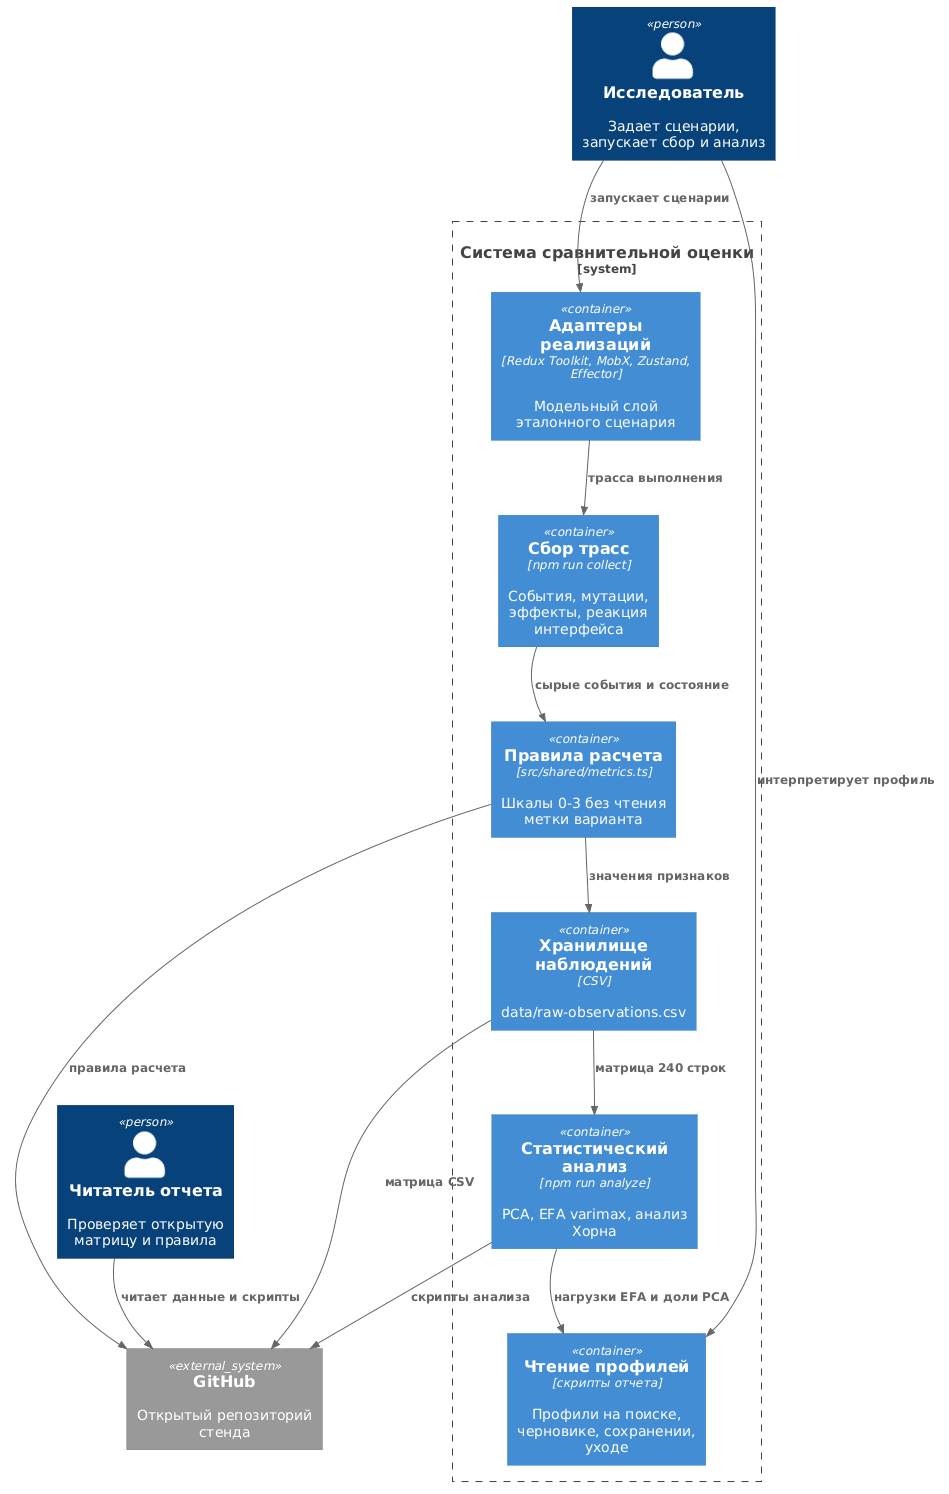 «person»
Исследователь
Задает сценарии,
запускает сбор и анализ
запускает сценарии
Система сравнительной оценки
[system]
«container»
Адаптеры
реализаций
[Redux Toolkit, MobX, Zustand,
Effector]
Модельный слой
эталонного сценария
трасса выполнения
«container»
Сбор трасс
[npm run collect]
События, мутации,
эффекты, реакция
интерфейса
сырые события и состояние
«container»
Правила расчета
[src/shared/metrics.ts]
Шкалы 0-3 без чтения
метки варианта
интерпретирует профиль
значения признаков
«container»
Хранилище
наблюдений
[CSV]
data/raw-observations.csv
правила расчета
матрица 240 строк
«person»
Читатель отчета
Проверяет открытую
матрицу и правила
матрица CSV
«container»
Статистический
анализ
[npm run analyze]
PCA, EFA varimax, анализ
Хорна
читает данные и скрипты
скрипты анализа
нагрузки EFA и доли PCA
«external_system»
GitHub
Открытый репозиторий
стенда
«container»
Чтение профилей
[скрипты отчета]
Профили на поиске,
черновике, сохранении,
уходе